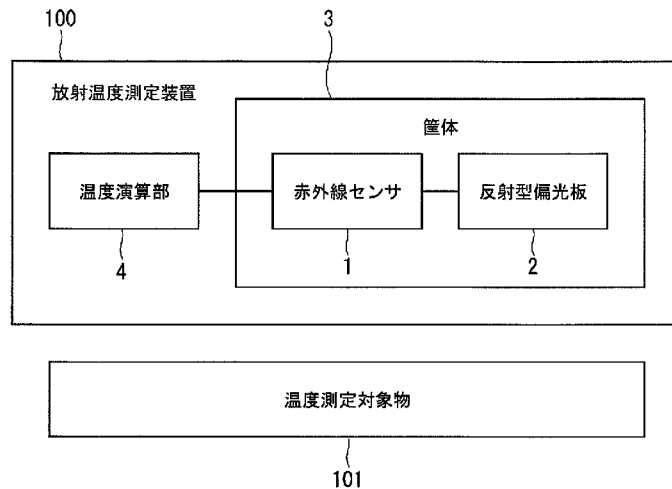 100
3
放射温度測定装置
筐体
温度演算部
赤外線センサ
反射型偏光板
4
1
2
温度測定対象物
101